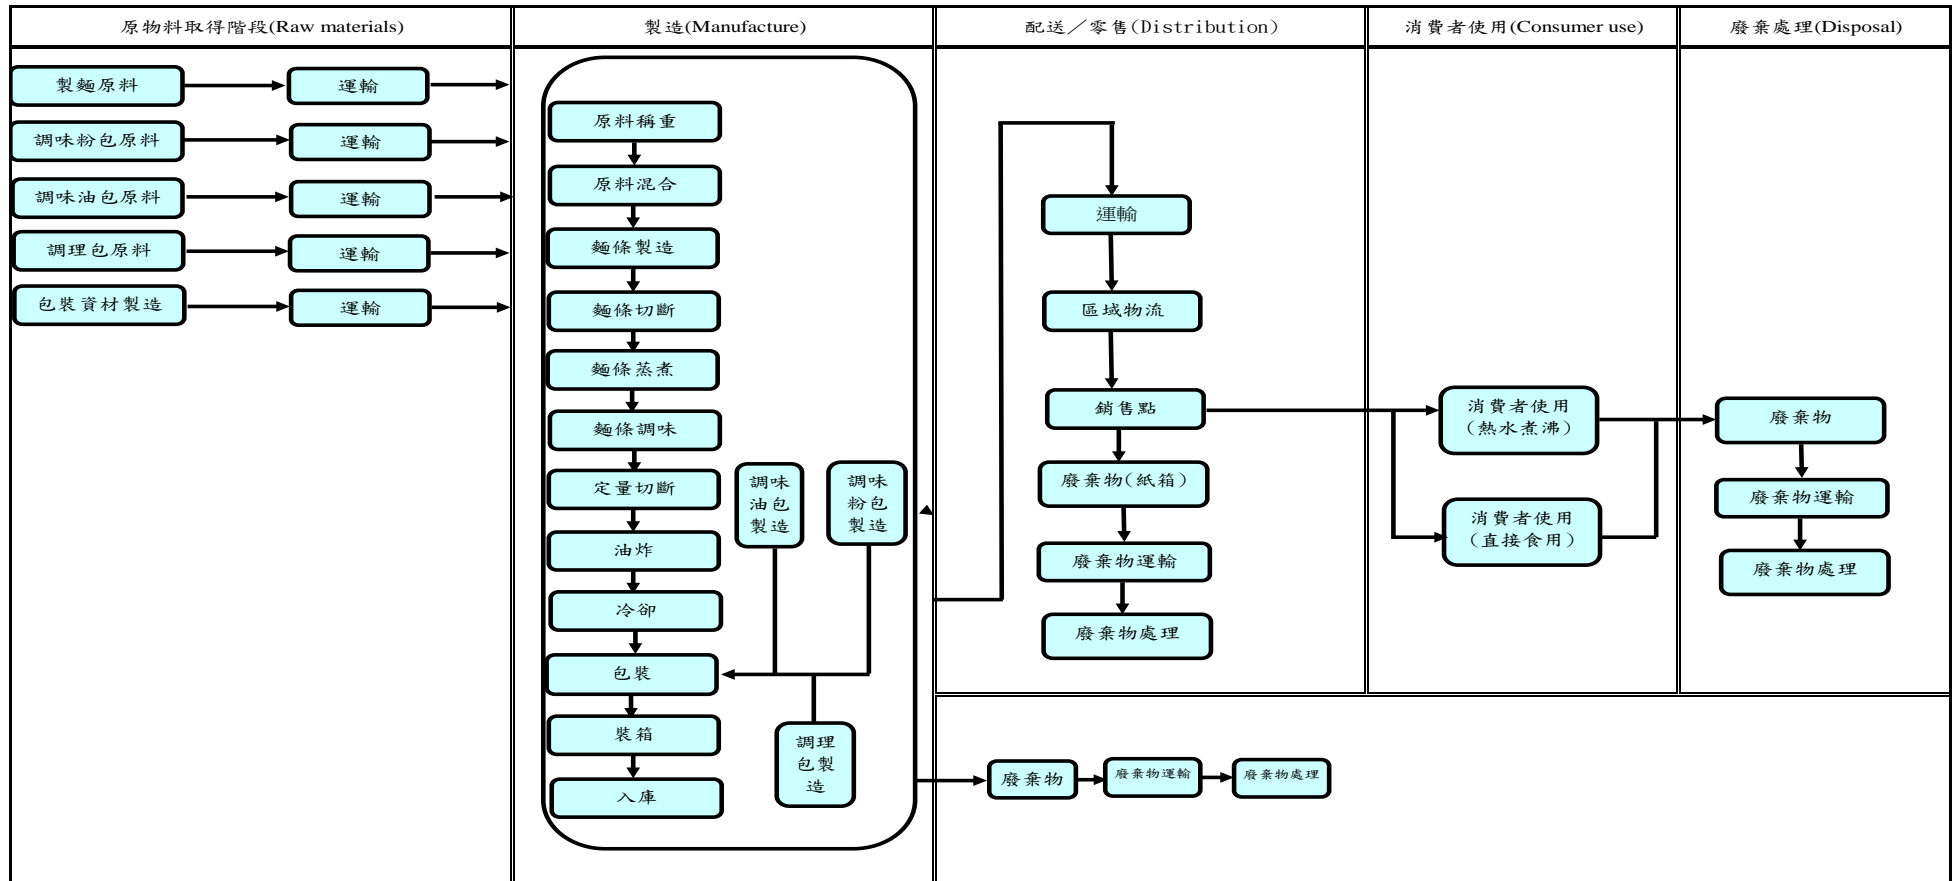 原物料取得階段(Raw materials)
製造(Manufacture)
配送／零售(Distribution)
消費者使用(Consumer use)
廢棄處理(Disposal)
製麵原料
運輸
調味粉包原料
運輸
調味油包原料
運輸
調理包原料
運輸
包裝資材製造
運輸
原料稱重
原料混合
麵條製造
麵條切斷
麵條蒸煮
麵條調味
定量切斷
油炸
冷卻
包裝
裝箱
入庫
調味
油包
製造
調味
粉包
製造
調理
包製
造
運輸
區域物流
銷售點
廢棄物(紙箱)
廢棄物運輸
廢棄物處理
消費者使用
(熱水煮沸)
消費者使用
(直接食用)
廢棄物
廢棄物運輸
廢棄物處理
廢棄物
廢棄物運輸
廢棄物處理